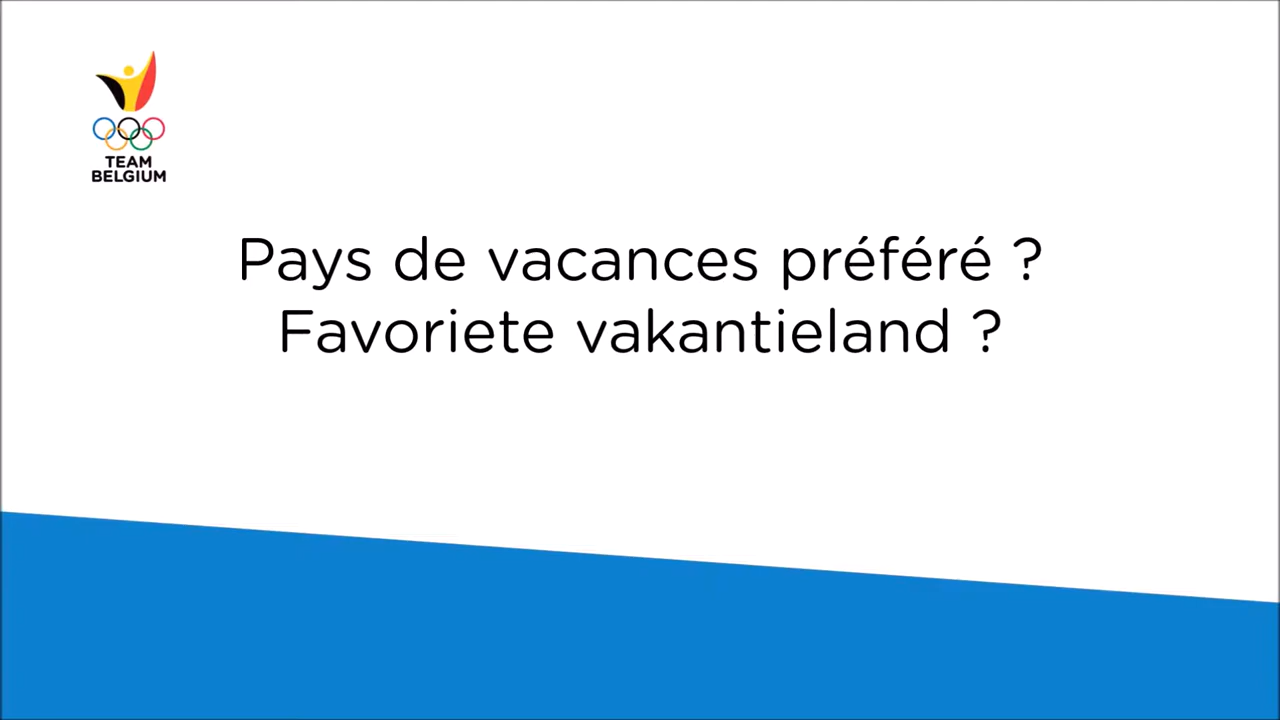 TEAM
BELGIUM
Pays de vacances préféré ?
Favoriete vakantieland ?